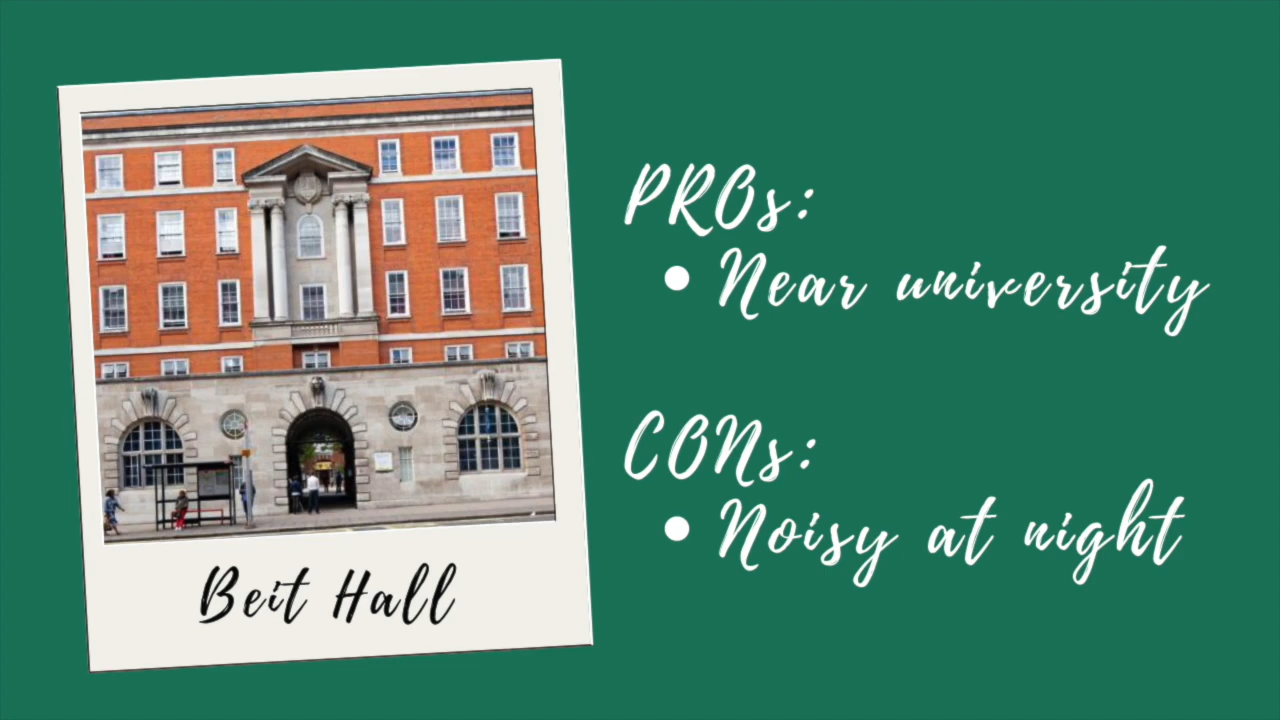 PROs:
• Near university
CONs:
• Noisy at night
Beit Hall